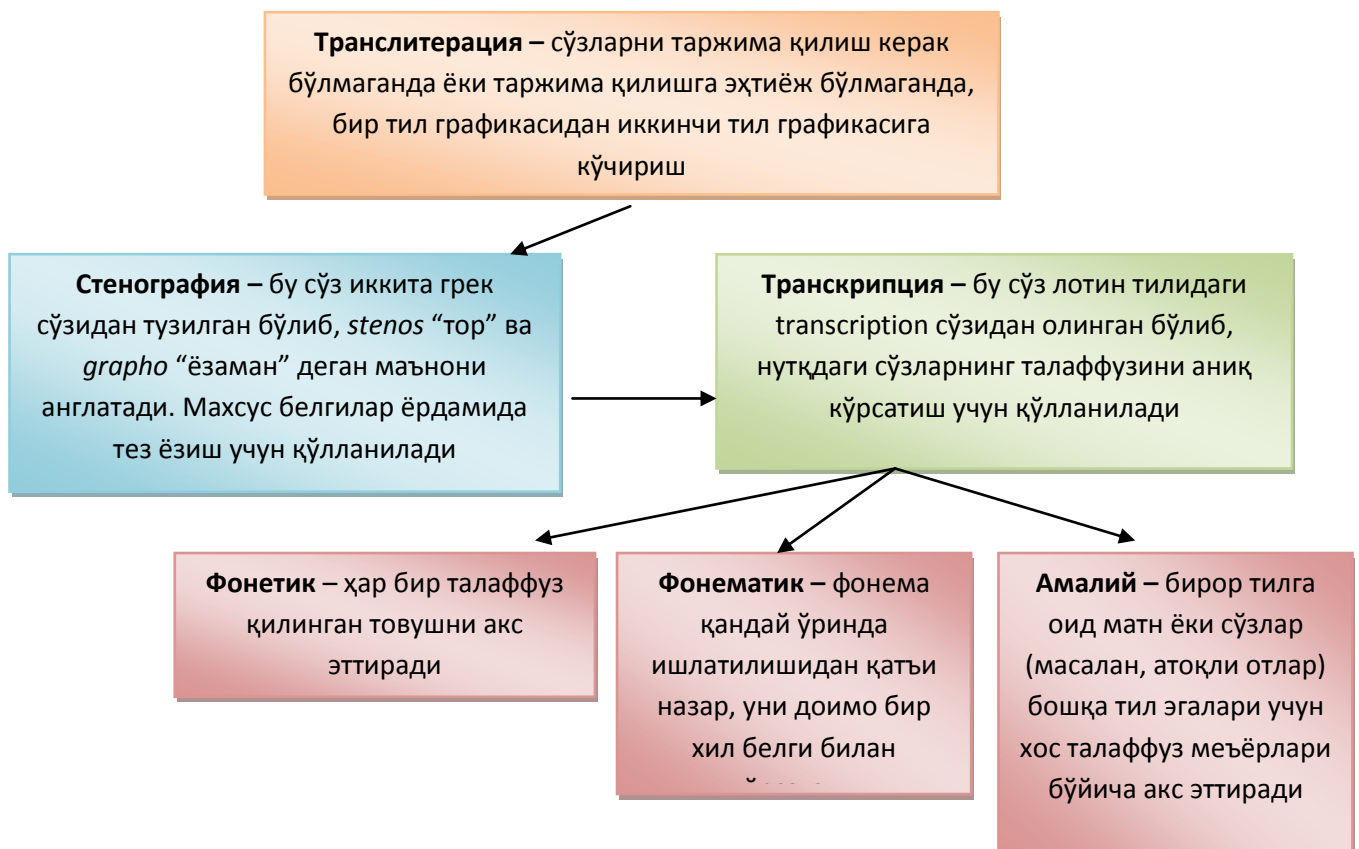 Транслитерация – сўзларни таржима қилиш керак
бўлмаганда ёки таржима қилишга эҳтиёж бўлмаганда,
бир тил графикасидан иккинчи тил графикасига
кўчириш
Стенография – бу сўз иккита грек
сўзидан тузилган бўлиб, stenos “тор” ва
grapho “ёзаман” деган маънони
англатади. Махсус белгилар ёрдамида
тез ёзиш учун қўлланилади
Транскрипция – бу сўз лотин тилидаги
transcription сўзидан олинган бўлиб,
нутқдаги сўзларнинг талаффузини аниқ
кўрсатиш учун қўлланилади
Фонетик – ҳар бир талаффуз
қилинган товушни акс
эттиради
Фонематик – фонема
қандай ўринда
ишлатилишидан қатъи
назар, уни доимо бир
хил белги билан
Амалий – бирор тилга
оид матн ёки сўзлар
(масалан, атоқли отлар)
бошқа тил эгалари учун
хос талаффуз меъёрлари
бўйича акс эттиради